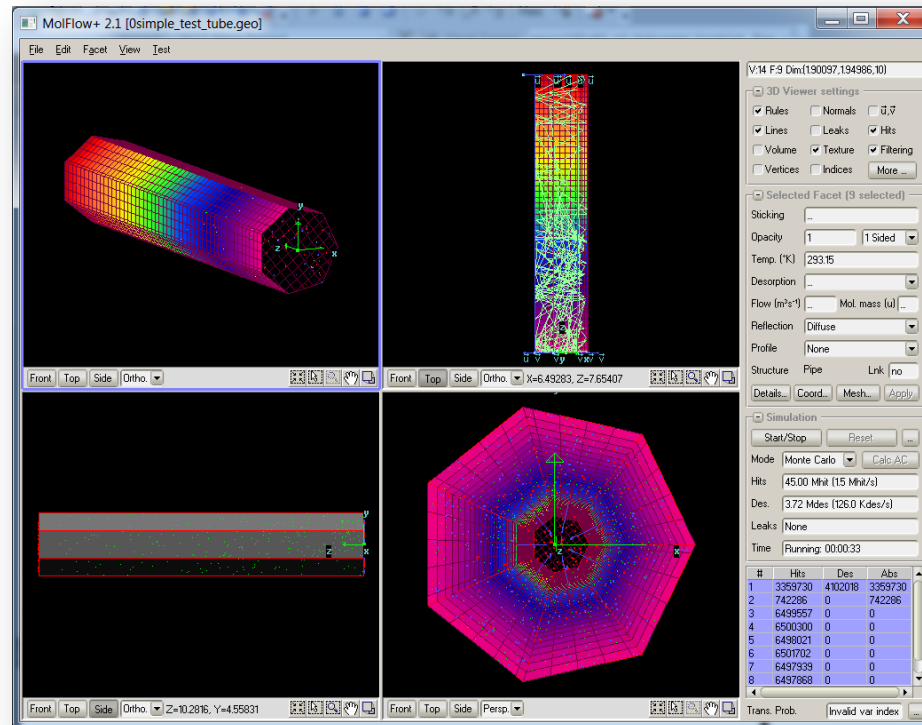 MolFlow+ 2.1 [0simple_test_tube.geo]
File Edit Facet View Test
V:14 F:9 Dim:(1.90097,1.94986,10)
3D Viewer settings
Rules Normals u,v
Lines Leaks Hits
Volume Texture Filtering
Vertices Indices More ...
Selected Facet (9 selected)
Sticking ...
Opacity 1 1 Sided
Temp. (°K) 293.15
Desorption ...
Flow (m³s⁻¹) ... Mol. mass (u) ...
Reflection Diffuse
Profile None
Structure Pipe Lnk no
Details... Coord... Mesh... Apply
Simulation
Start/Stop Reset ...
Mode Monte Carlo Calc AC
Hits 45.00 Mhit (1.5 Mhit/s)
Des. 3.72 Mdes (126.0 Kdes/s)
Leaks None
Time Running: 00:00:33
# Hits Des Abs
1 3359730 4102018 3359730
2 742286 0 742286
3 6499557 0 0
4 6500300 0 0
5 6498021 0 0
6 6501702 0 0
7 6497939 0 0
8 6497868 0 0
Trans. Prob. Invalid var index ...
y
z x
Front Top Side Ortho.
u u u u u
z
u v v v y v x v v
Front Top Side Ortho. X=6.49283, Z=7.65407
y
z x
Front Top Side Ortho. Z=10.2816, Y=4.55831
y
z x
Front Top Side Persp.